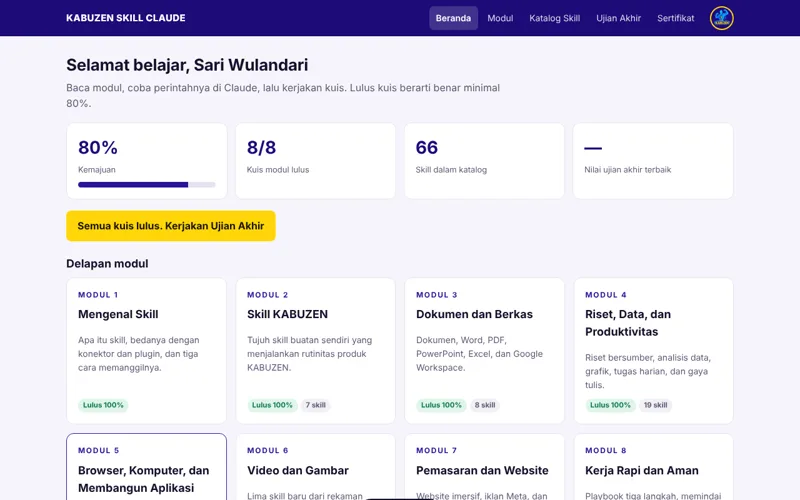 KABUZEN SKILL CLAUDE
Beranda
Modul
Katalog Skill
Ujian Akhir
Sertifikat
Selamat belajar, Sari Wulandari
Baca modul, coba perintahnya di Claude, lalu kerjakan kuis. Lulus kuis berarti benar minimal
80%.
80%
Kemajuan
8/8
Kuis modul lulus
66
Skill dalam katalog
—
Nilai ujian akhir terbaik
Semua kuis lulus. Kerjakan Ujian Akhir
Delapan modul
MODUL 1
Mengenal Skill
Apa itu skill, bedanya dengan
konektor dan plugin, dan tiga
cara memanggilnya.
Lulus 100%
MODUL 2
Skill KABUZEN
Tujuh skill buatan sendiri yang
menjalankan rutinitas produk
KABUZEN.
Lulus 100%
7 skill
MODUL 3
Dokumen dan Berkas
Dokumen, Word, PDF,
PowerPoint, Excel, dan Google
Workspace.
Lulus 100%
8 skill
MODUL 4
Riset, Data, dan
Produktivitas
Riset bersumber, analisis data,
grafik, tugas harian, dan gaya
tulis.
Lulus 100%
19 skill
MODUL 5
Browser, Komputer, dan
Membangun Aplikasi
MODUL 6
Video dan Gambar
Lima skill baru dari rekaman
MODUL 7
Pemasaran dan Website
Website imersif, iklan Meta, dan
MODUL 8
Kerja Rapi dan Aman
Playbook tiga langkah, memindai